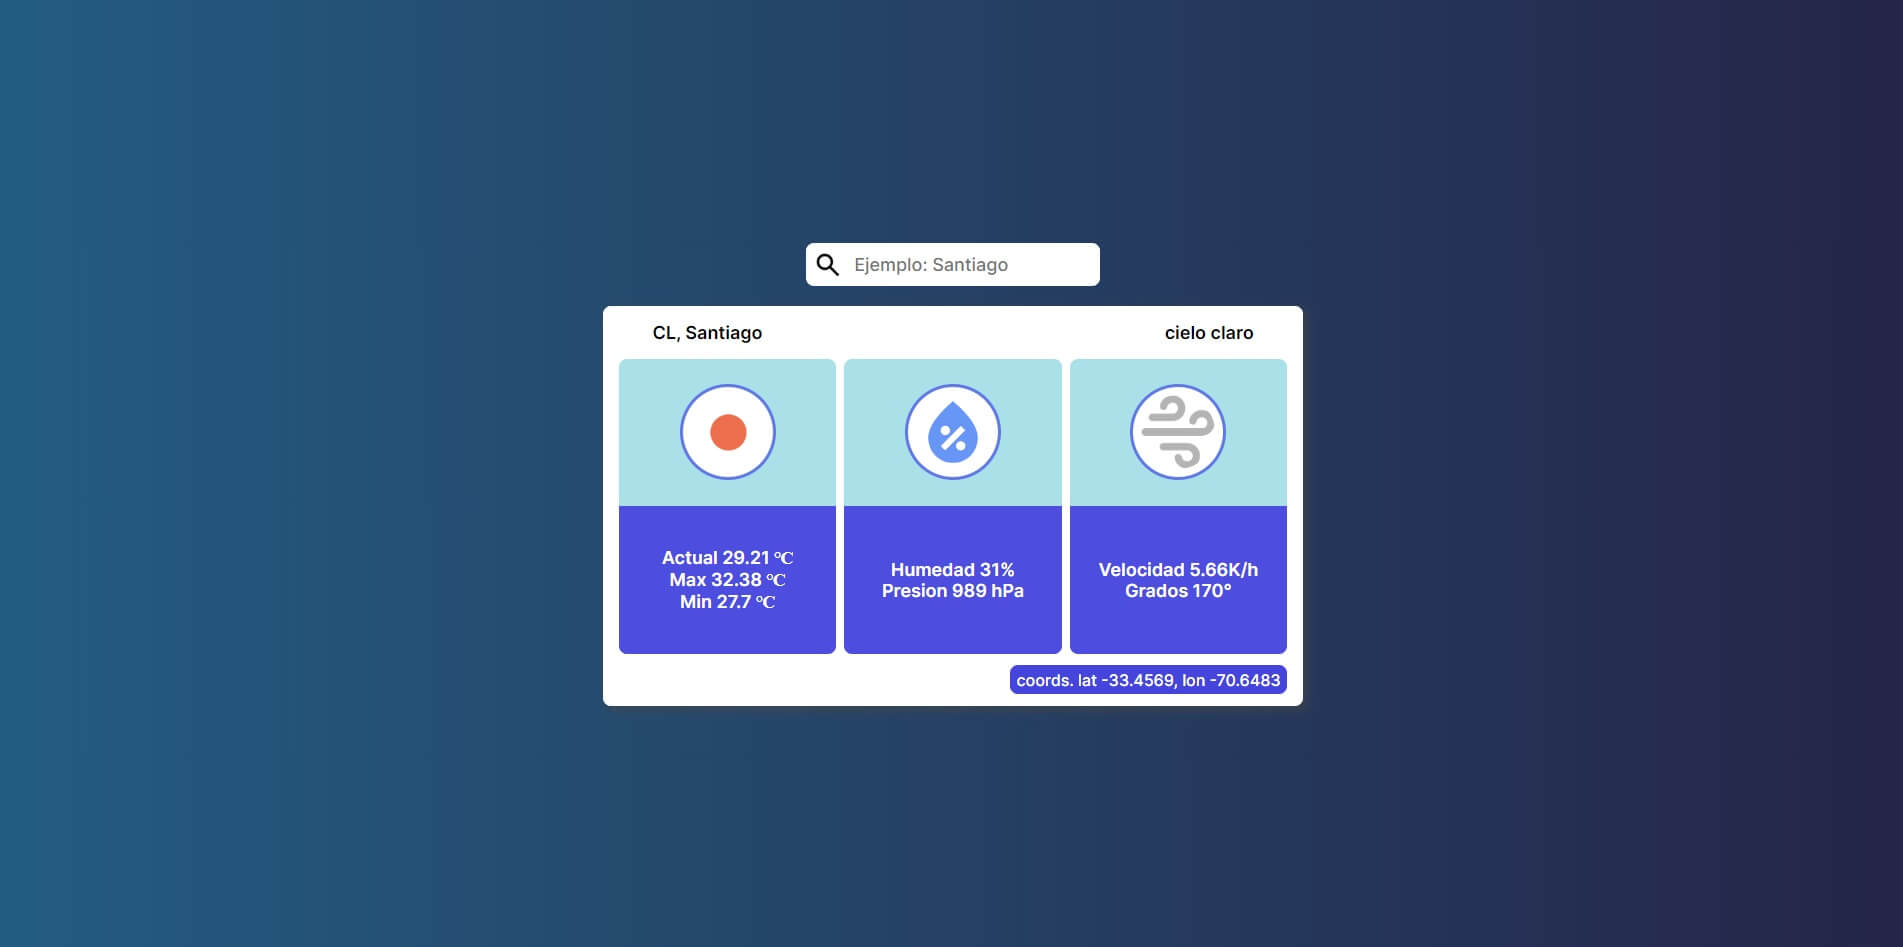 Ejemplo: Santiago
CL, Santiago
cielo claro
Actual 29.21 ℃
Max 32.38 ℃
Min 27.7 ℃
Humedad 31%
Presion 989 hPa
Velocidad 5.66K/h
Grados 170°
coords. lat -33.4569, lon -70.6483